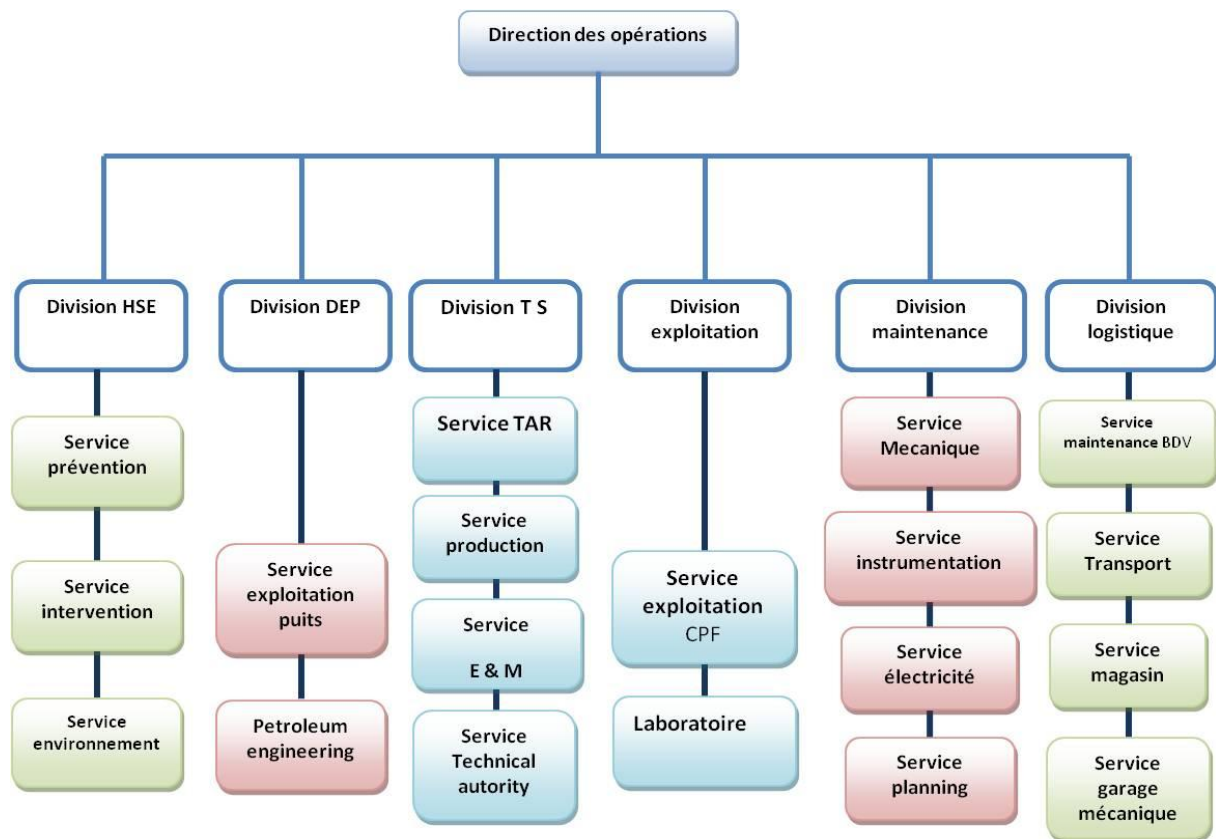 Direction des opérations
Division HSE
Division DEP
Division T S
Division
exploitation
Division
maintenance
Division
logistique
Service
prévention
Service
intervention
Service
environnement
Service
exploitation
puits
Petroleum
engineering
Service TAR
Service
production
Service
E & M
Service
Technical
autority
Service
exploitation
CPF
Laboratoire
Service
Mecanique
Service
instrumentation
Service
électricité
Service
planning
Service
maintenance BDV
Service
Transport
Service
magasin
Service
garage
mécanique